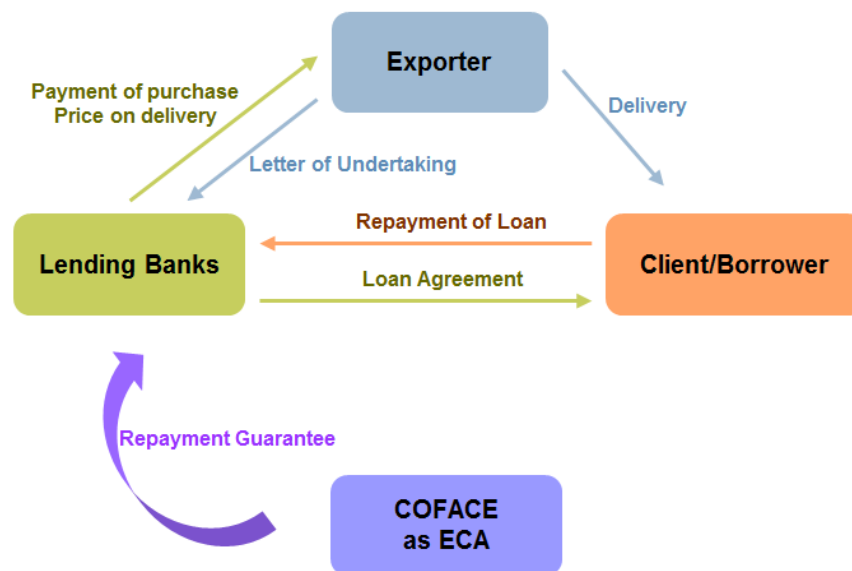 Exporter
Payment of purchase
Price on delivery
Delivery
Letter of Undertaking
Repayment of Loan
Lending Banks
Client/Borrower
Loan Agreement
Repayment Guarantee
COFACE
as ECA